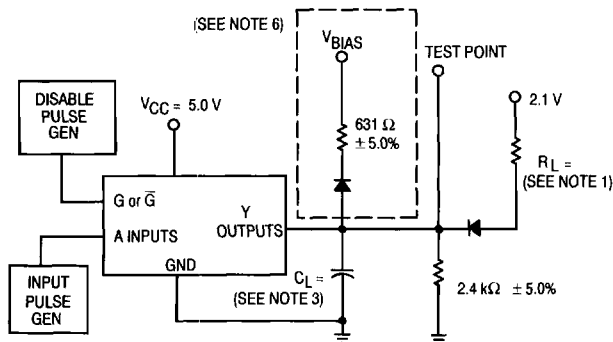 (SEE NOTE 6)
VBIAS
TEST POINT
DISABLE
PULSE
GEN
VCC = 5.0 V
631 Ω
± 5.0%
2.1 V
RL =
(SEE NOTE 1)
G or G̅
Y
OUTPUTS
A INPUTS
GND
INPUT
PULSE
GEN
CL =
(SEE NOTE 3)
2.4 kΩ ± 5.0%